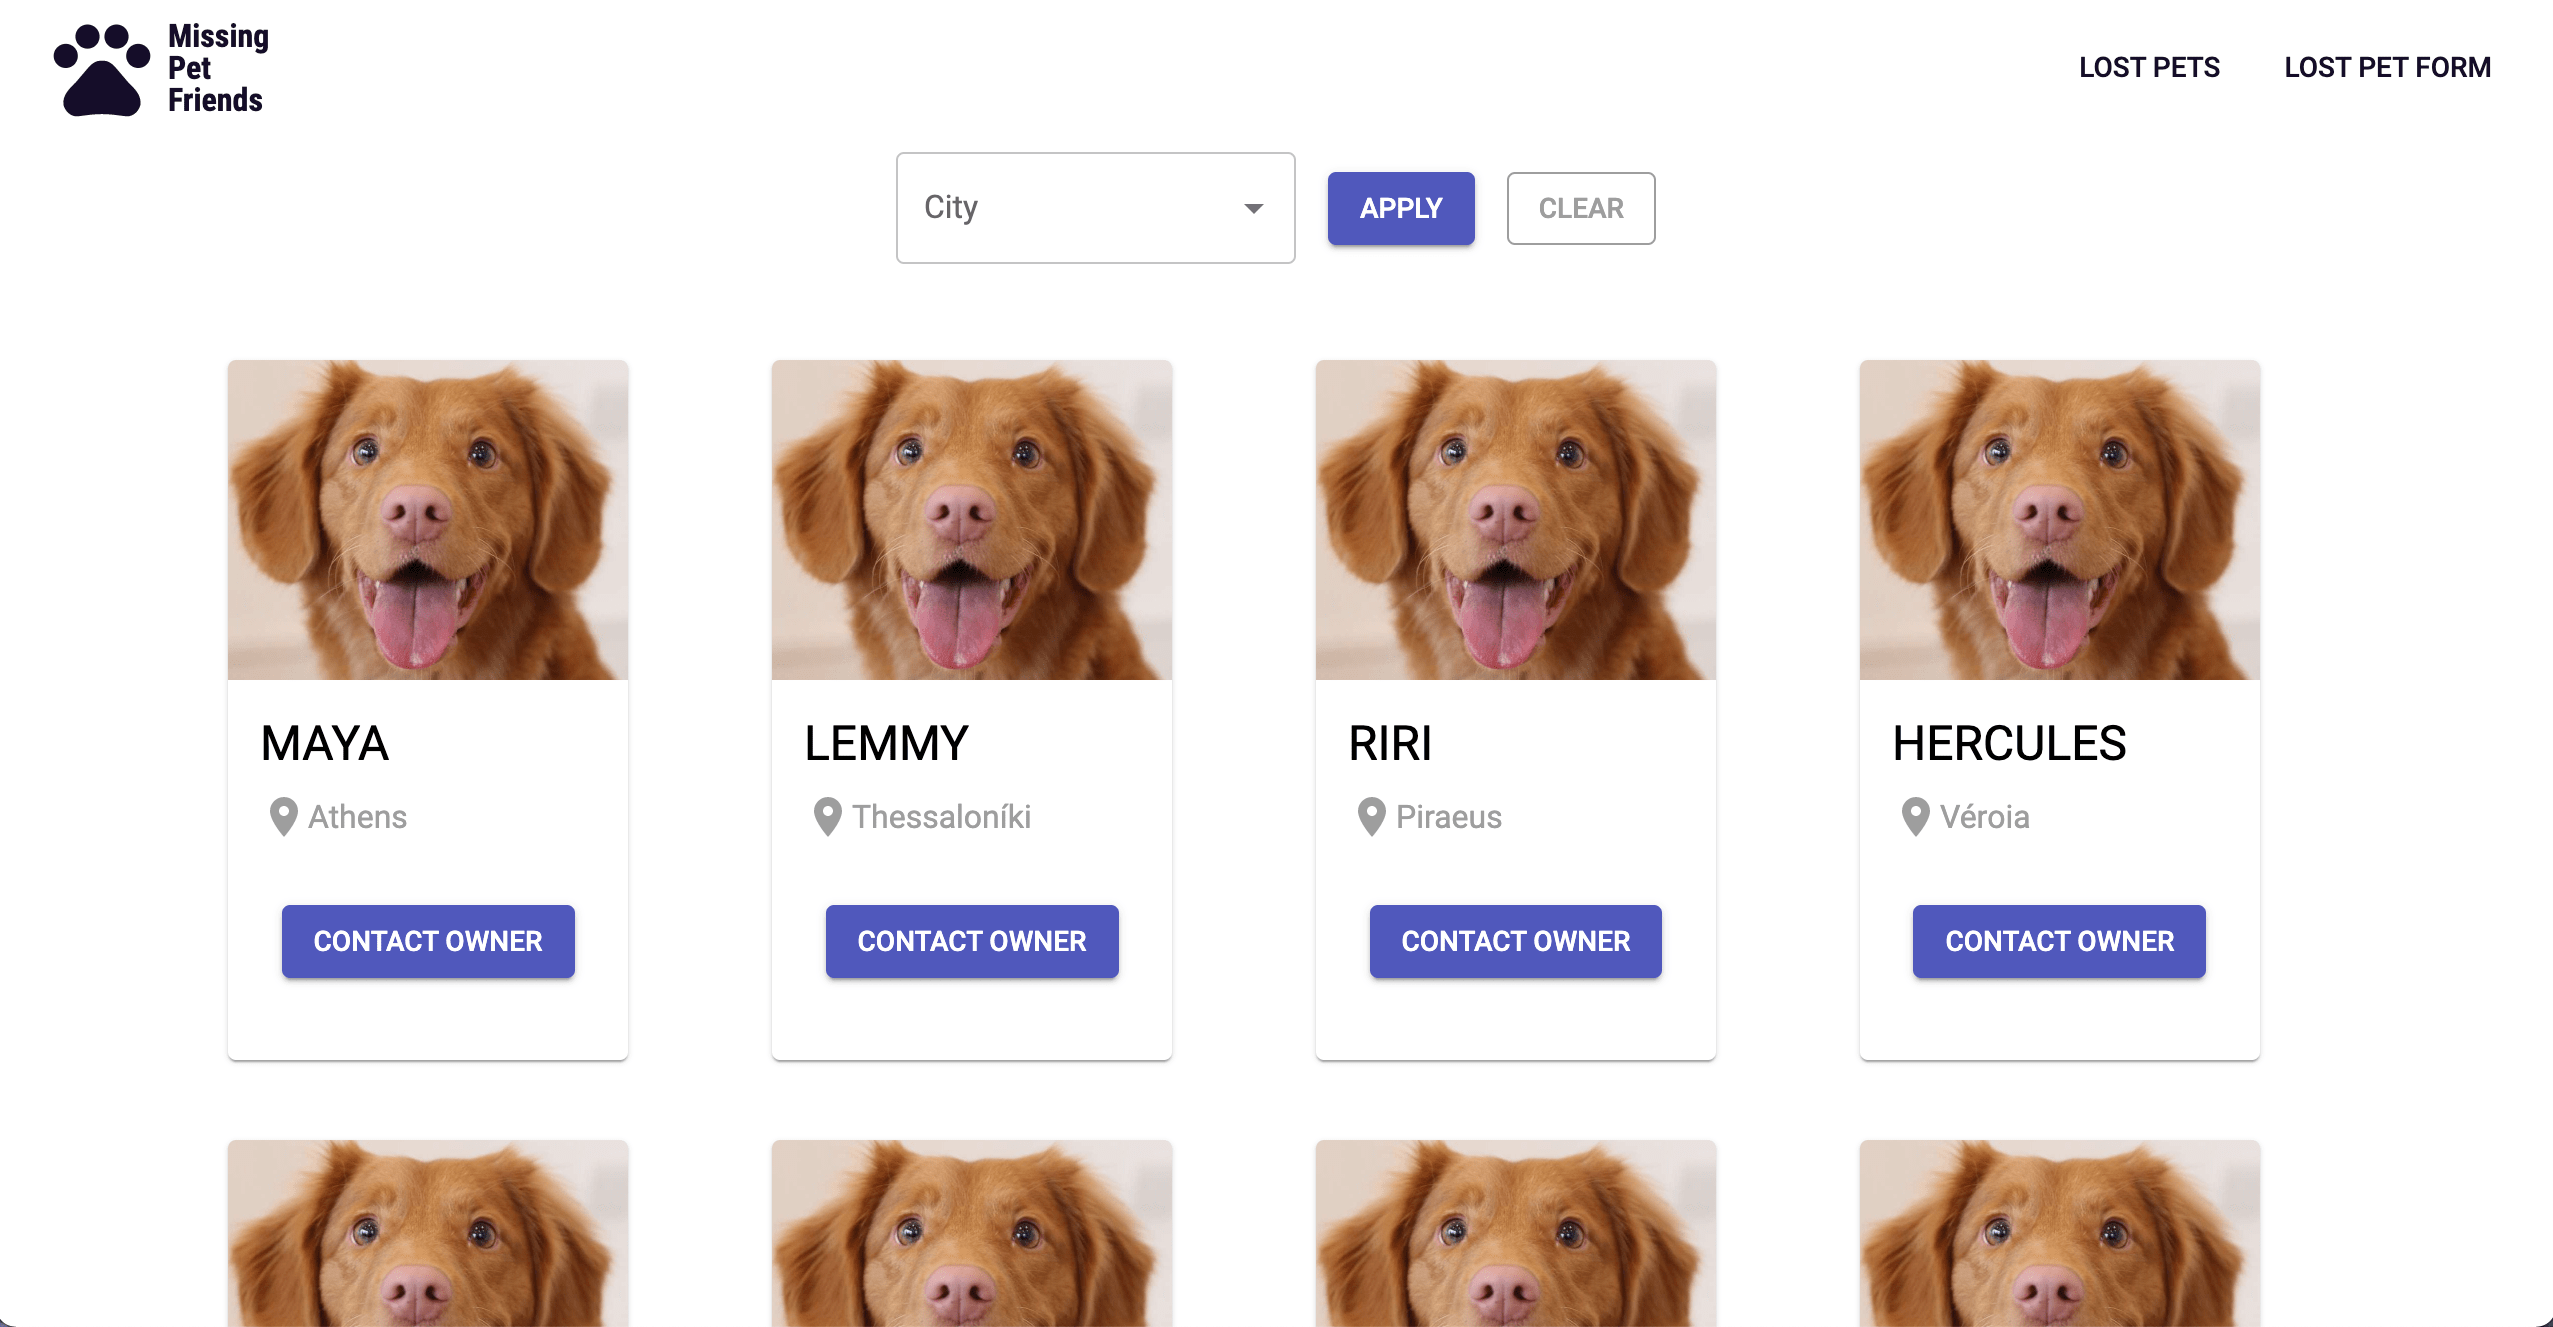 Missing
Pet
Friends
LOST PETS
LOST PET FORM
City
APPLY
CLEAR
MAYA
LEMMY
RIRI
HERCULES
Athens
Thessaloníki
Piraeus
Véroia
CONTACT OWNER
CONTACT OWNER
CONTACT OWNER
CONTACT OWNER